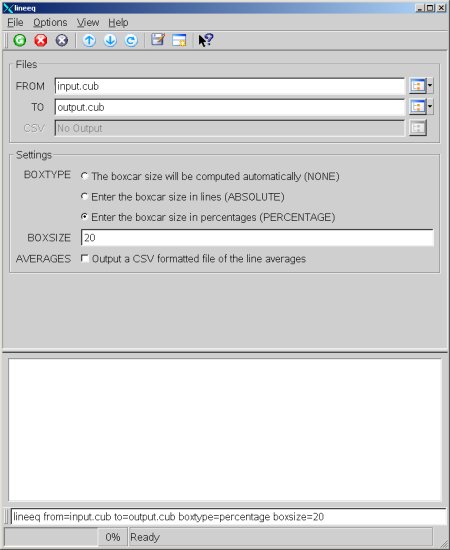 lineeq
File Options View Help
Files
FROM input.cub
TO output.cub
CSV No Output
Settings
BOXTYPE The boxcar size will be computed automatically (NONE)
Enter the boxcar size in lines (ABSOLUTE)
Enter the boxcar size in percentages (PERCENTAGE)
BOXSIZE 20
AVERAGES Output a CSV formatted file of the line averages
lineeq from=input.cub to=output.cub boxtype=percentage boxsize=20
0% Ready